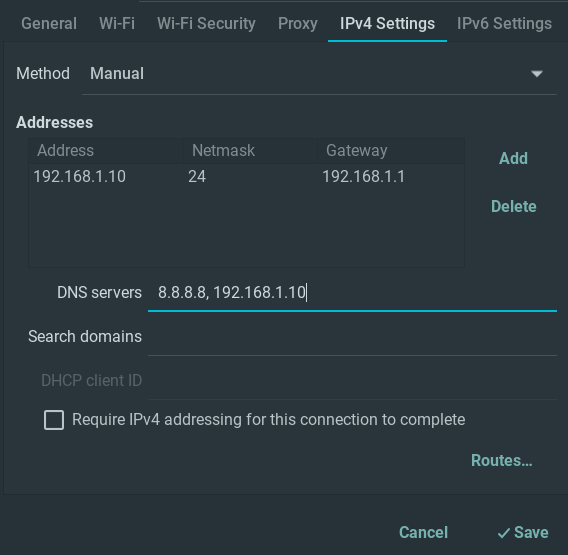 General Wi-Fi Wi-Fi Security Proxy IPv4 Settings IPv6 Settings
Method Manual
Addresses
Address Netmask Gateway
192.168.1.10 24 192.168.1.1
Add
Delete
DNS servers 8.8.8.8, 192.168.1.10
Search domains
DHCP client ID
Require IPv4 addressing for this connection to complete
Routes…
Cancel Save